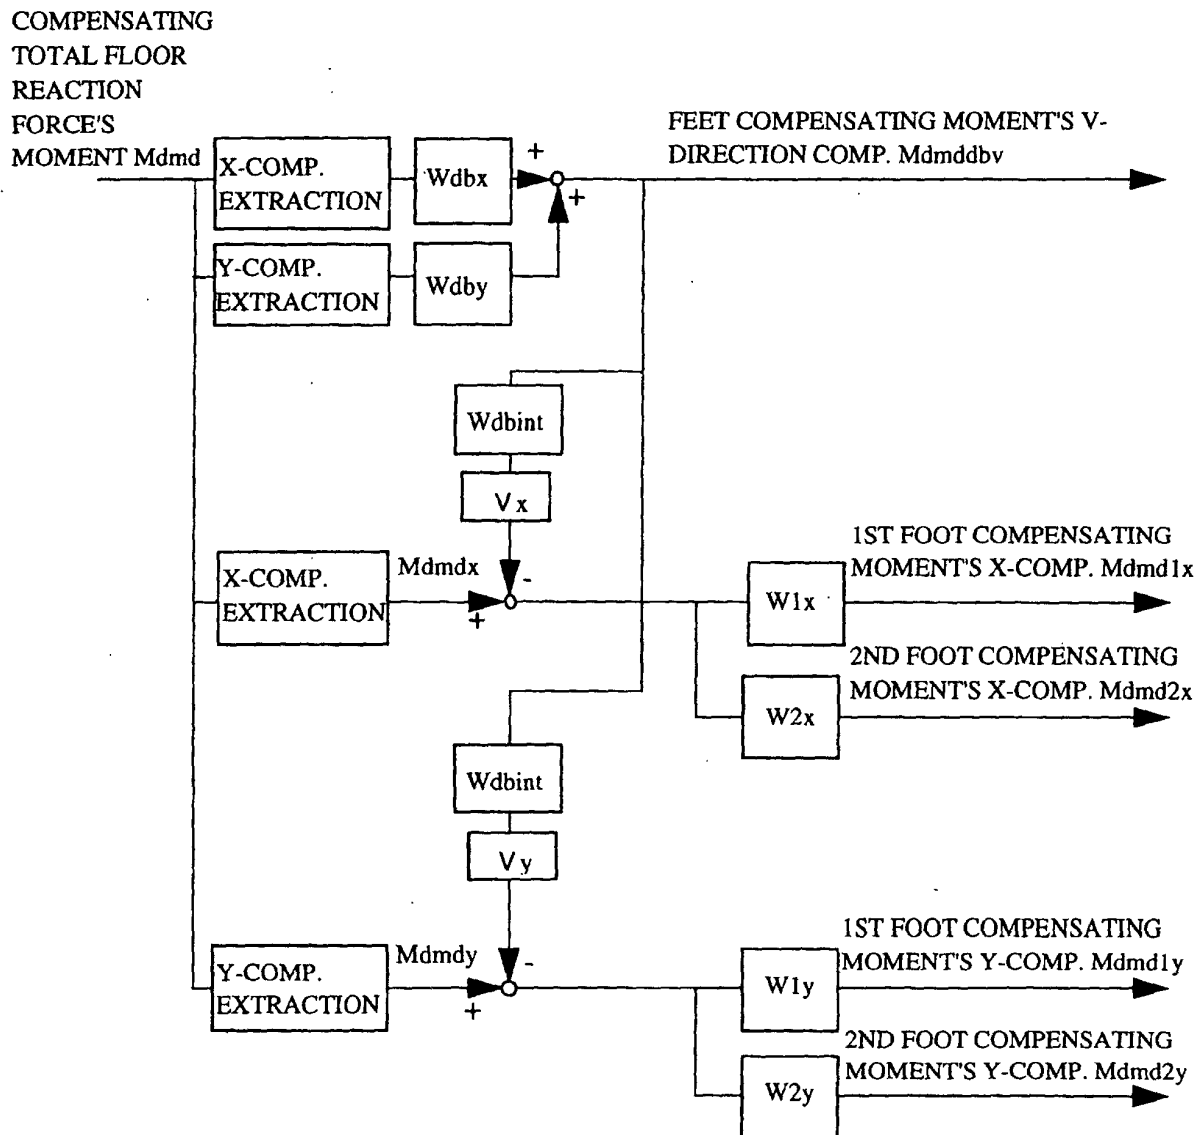 COMPENSATING
TOTAL FLOOR
REACTION
FORCE'S
MOMENT Mdmd
X-COMP.
EXTRACTION
Wdbx
+
+
FEET COMPENSATING MOMENT'S V-
DIRECTION COMP. Mdmddbv
Y-COMP.
EXTRACTION
Wdby
Wdbint
Vx
X-COMP.
EXTRACTION
Mdmdx
+
-
W1x
1ST FOOT COMPENSATING
MOMENT'S X-COMP. Mdmd1x
W2x
2ND FOOT COMPENSATING
MOMENT'S X-COMP. Mdmd2x
Wdbint
Vy
Y-COMP.
EXTRACTION
Mdmdy
+
-
W1y
1ST FOOT COMPENSATING
MOMENT'S Y-COMP. Mdmd1y
W2y
2ND FOOT COMPENSATING
MOMENT'S Y-COMP. Mdmd2y